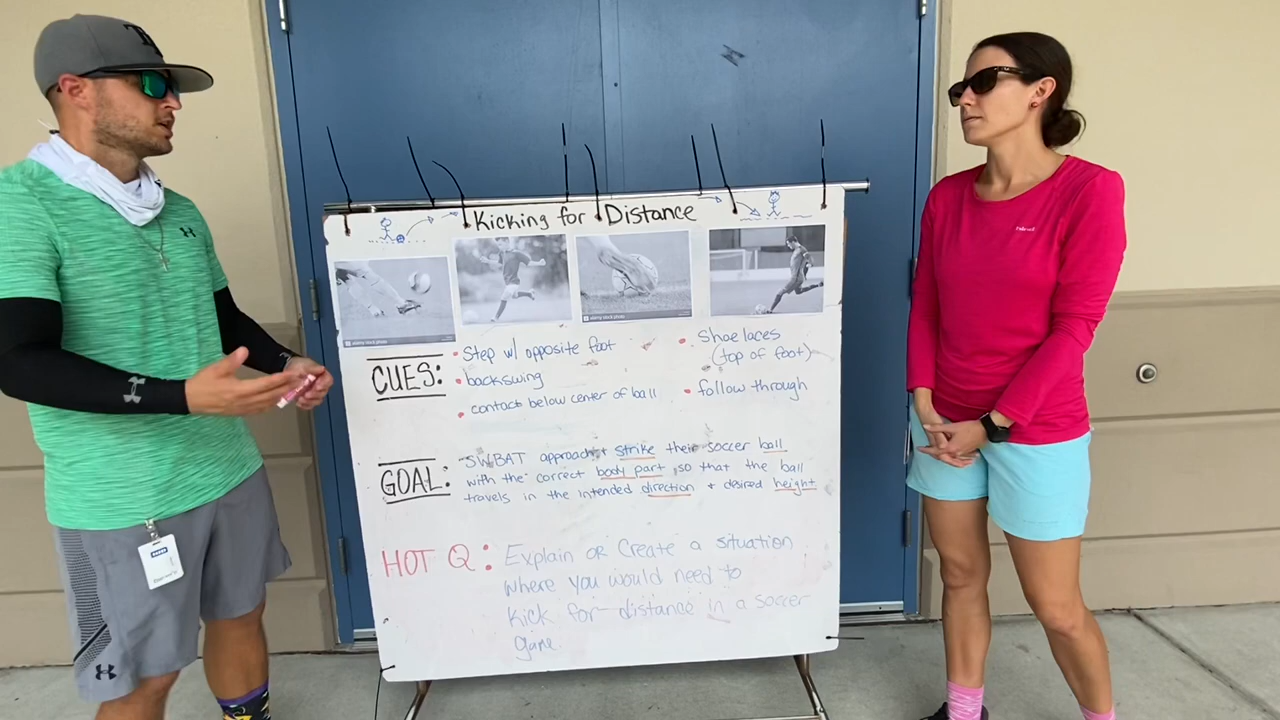 Kicking for Distance
CUES:
• Step w/ opposite foot
• backswing
• contact below center of ball
• Shoe laces
(top of foot)
• follow through
GOAL:
SWBAT approach + strike their soccer ball
with the correct body part so that the ball
travels in the intended direction + desired height
HOT Q:
Explain or Create a situation
where you would need to
kick for distance in a soccer
game.